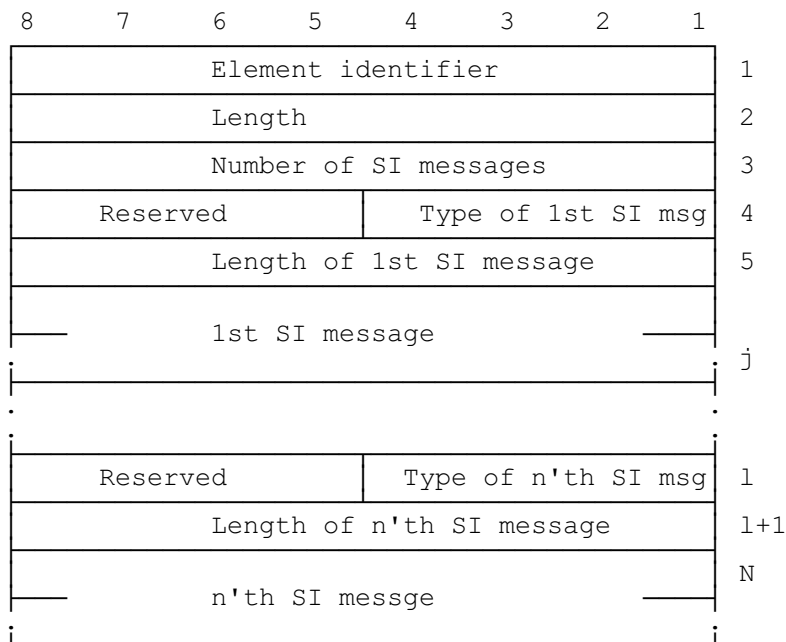 8 7 6 5 4 3 2 1
Element identifier 1
Length 2
Number of SI messages 3
Reserved Type of 1st SI msg 4
Length of 1st SI message 5
1st SI message
j
Reserved Type of n'th SI msg l
Length of n'th SI message l+1
N
n'th SI messge